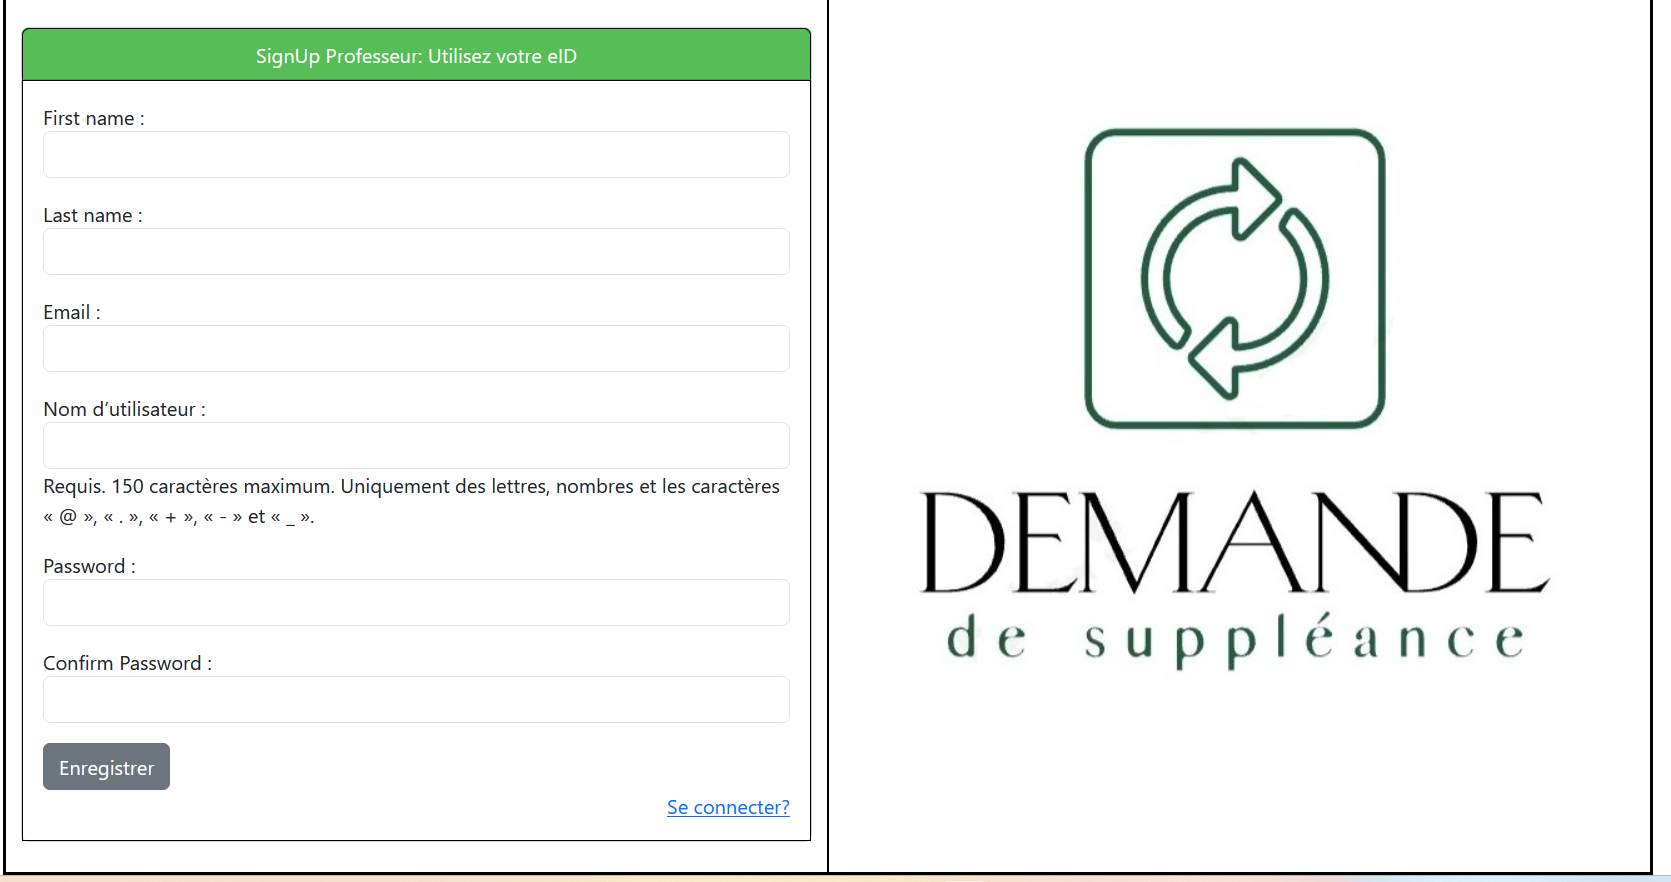 SignUp Professeur: Utilisez votre eID
First name :
Last name :
Email :
Nom d’utilisateur :
Requis. 150 caractères maximum. Uniquement des lettres, nombres et les caractères
« @ », « . », « + », « - » et « _ ».
Password :
Confirm Password :
Enregistrer
Se connecter?
DEMANDE
de suppléance